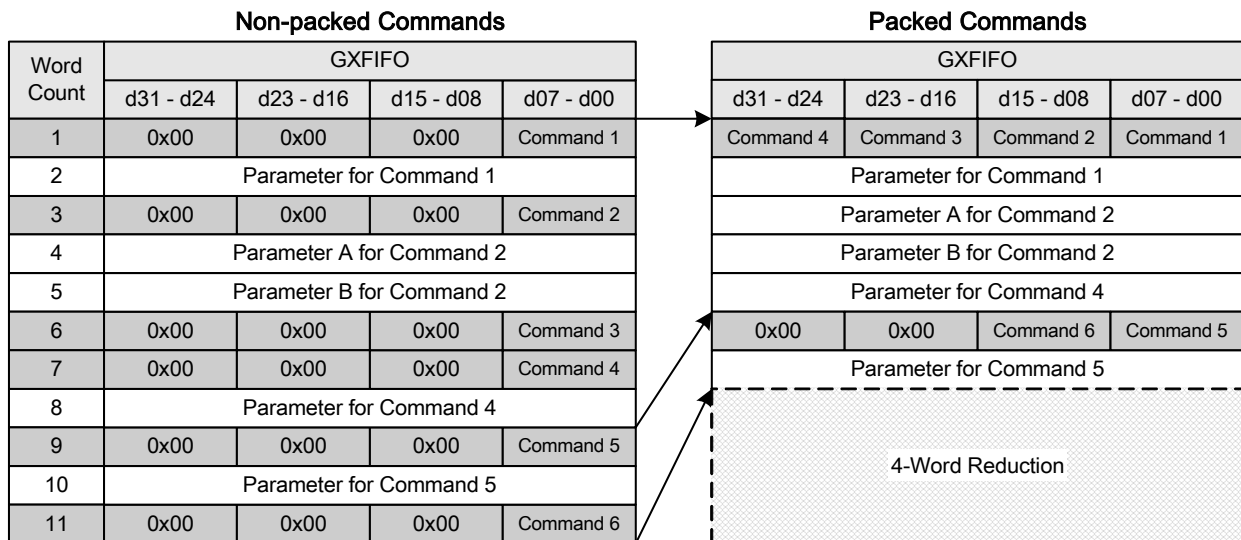 Non-packed Commands
Word Count GXFIFO
d31 - d24 d23 - d16 d15 - d08 d07 - d00
1 0x00 0x00 0x00 Command 1
2 Parameter for Command 1
3 0x00 0x00 0x00 Command 2
4 Parameter A for Command 2
5 Parameter B for Command 2
6 0x00 0x00 0x00 Command 3
7 0x00 0x00 0x00 Command 4
8 Parameter for Command 4
9 0x00 0x00 0x00 Command 5
10 Parameter for Command 5
11 0x00 0x00 0x00 Command 6
Packed Commands
GXFIFO
d31 - d24 d23 - d16 d15 - d08 d07 - d00
Command 4 Command 3 Command 2 Command 1
Parameter for Command 1
Parameter A for Command 2
Parameter B for Command 2
Parameter for Command 4
0x00 0x00 Command 6 Command 5
Parameter for Command 5
4-Word Reduction